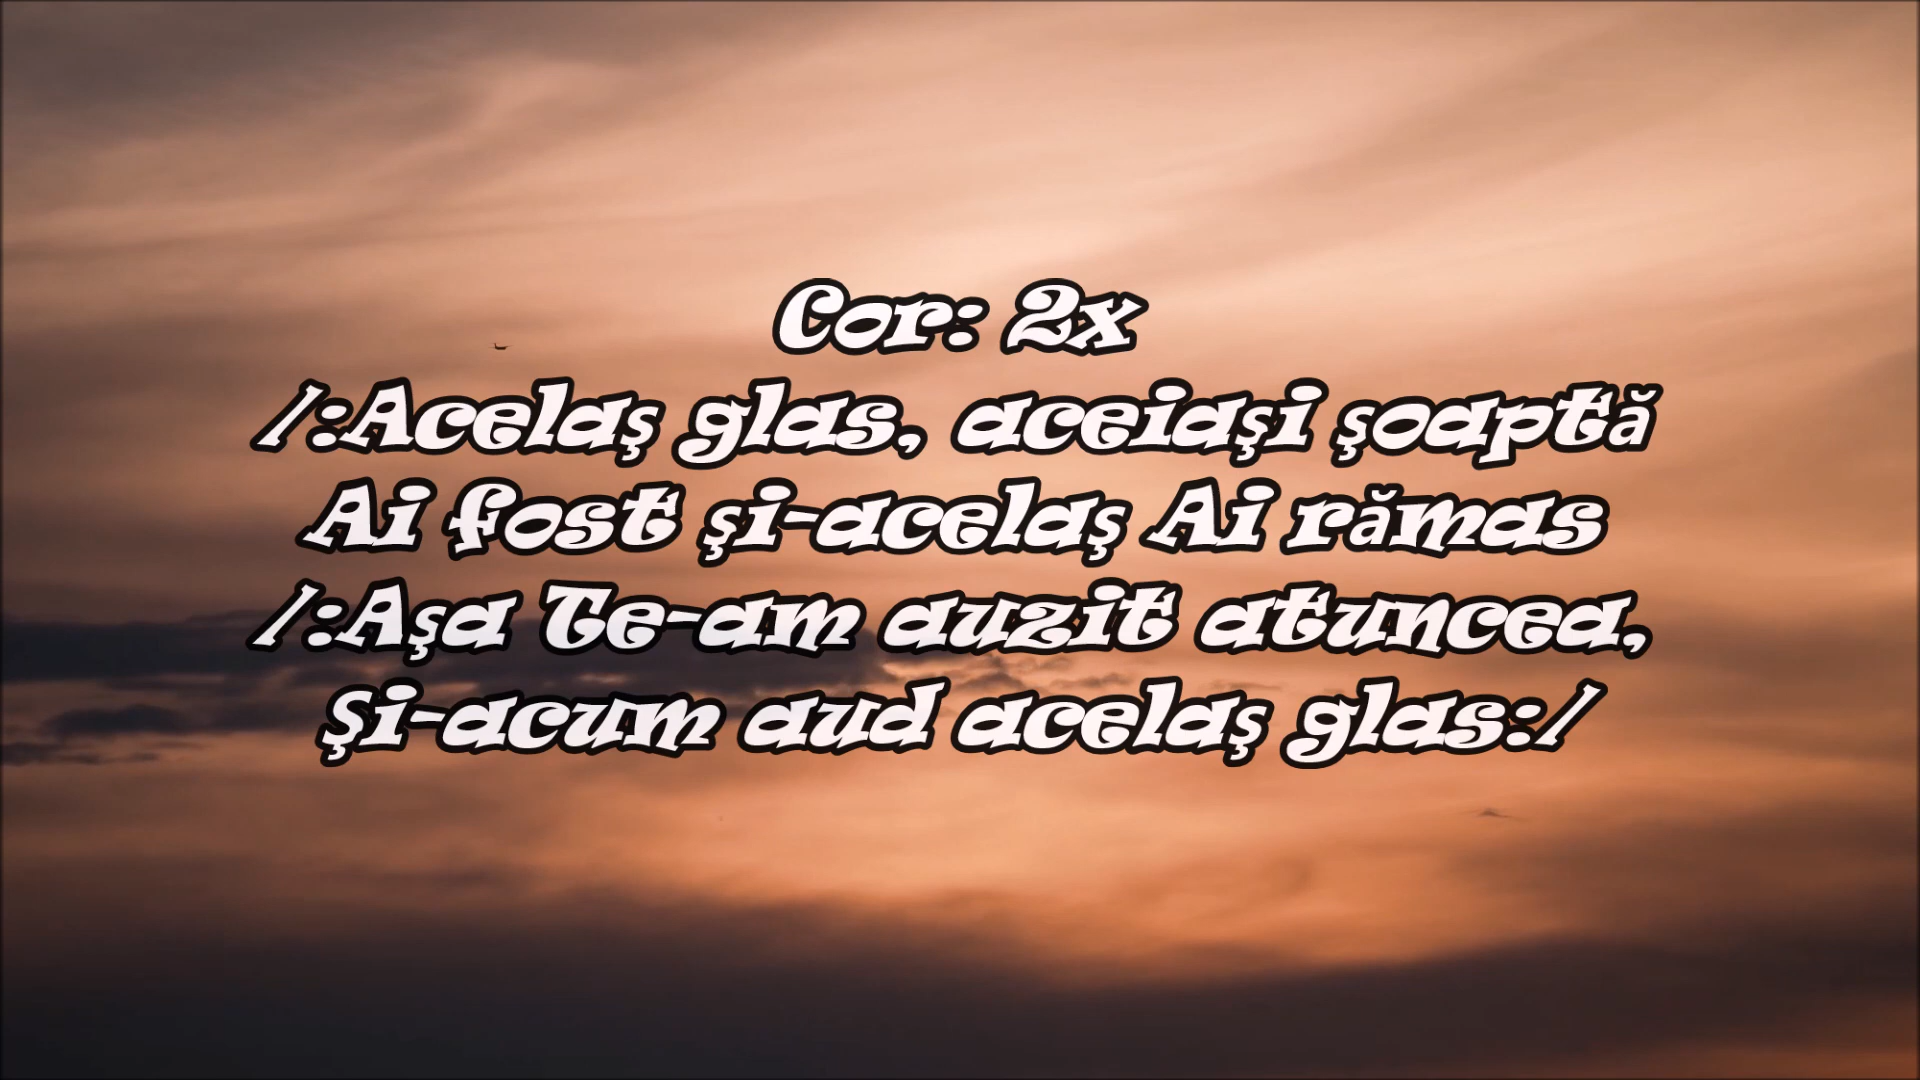 Cor: 2x
/:Acelaş glas, aceiaşi şoaptă
Ai fost şi-acelaş Ai rămas
/:Aşa Te-am auzit atuncea,
Şi-acum aud acelaş glas:/